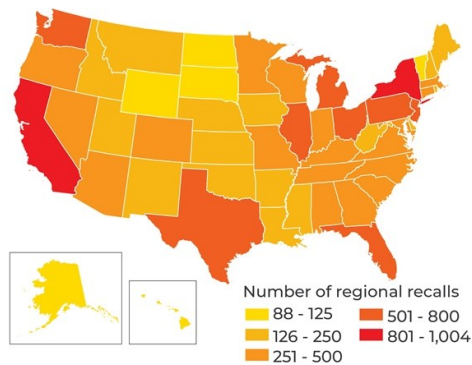 Number of regional recalls
88 - 125
126 - 250
251 - 500
501 - 800
801 - 1,004